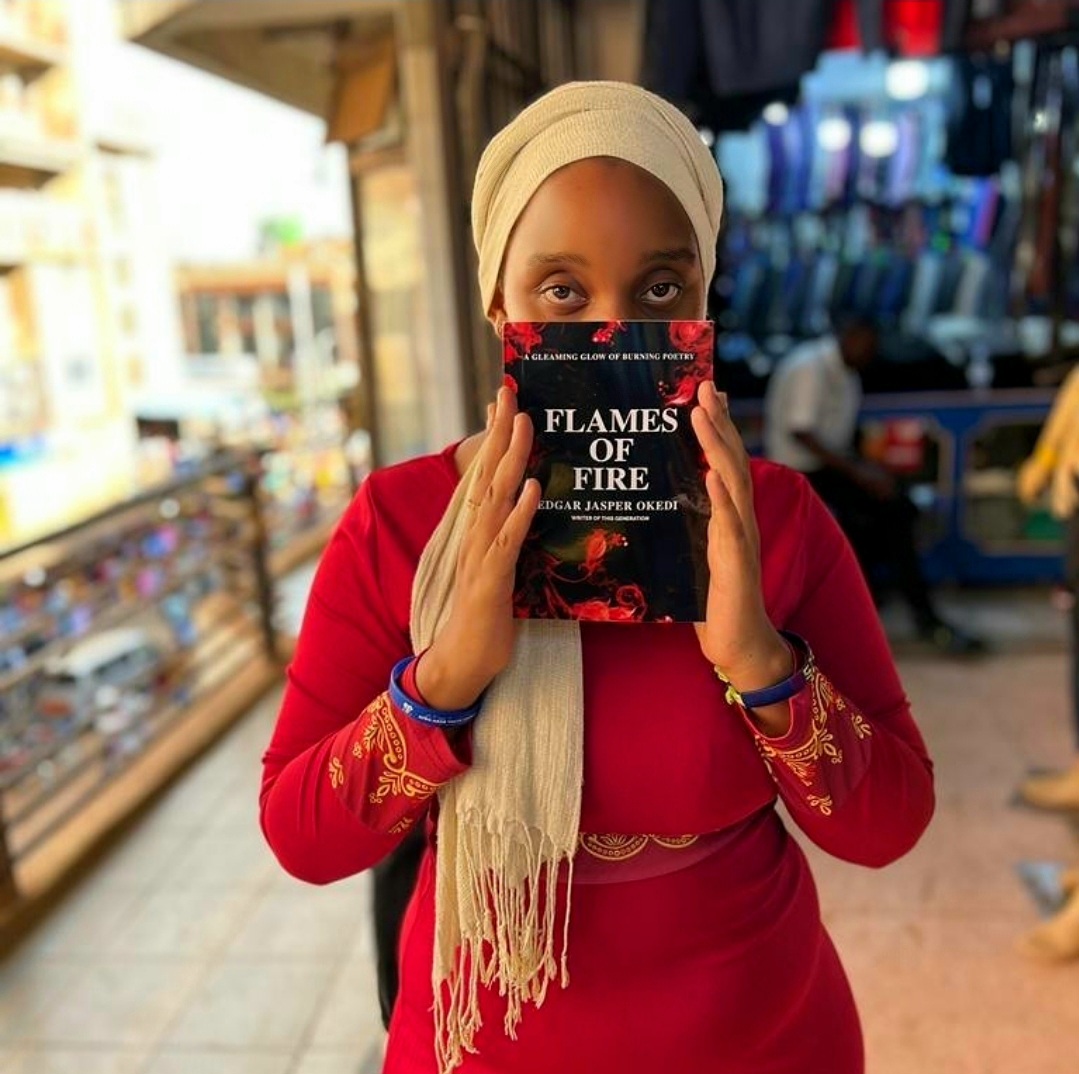 A GLEAMING GLOW OF BURNING POETRY
FLAMES
OF
FIRE
EDGAR JASPER OKEDI
WRITER OF THIS GENERATION